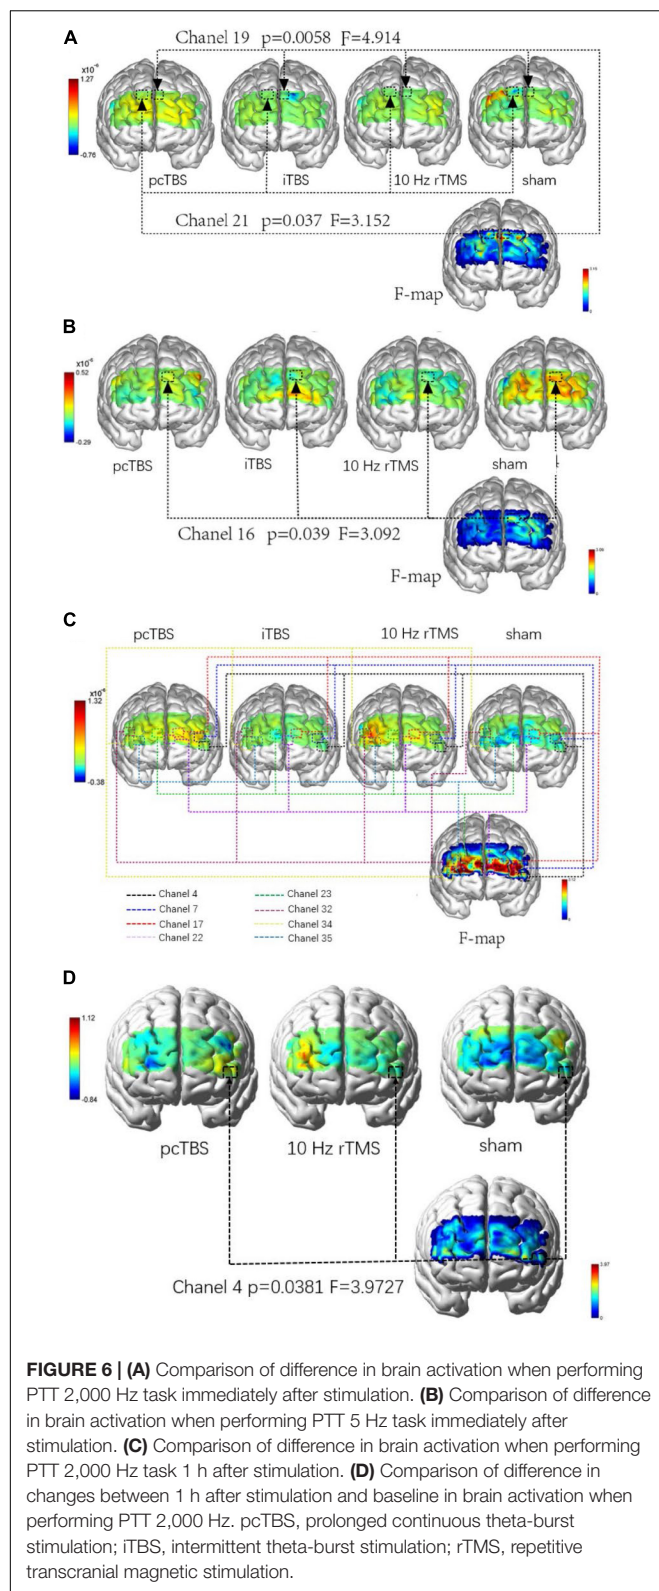 A
Chanel 19 p=0.0058 F=4.914
x10⁻⁶
1.27
-0.76
pcTBS
iTBS
10 Hz rTMS
sham
Chanel 21 p=0.037 F=3.152
F-map
0
B
x10⁻⁶
0.52
-0.29
pcTBS
iTBS
10 Hz rTMS
sham
Chanel 16 p=0.039 F=3.092
F-map
0
C
pcTBS
iTBS
10 Hz rTMS
sham
x10⁻⁶
1.32
-0.38
Chanel 4
Chanel 7
Chanel 17
Chanel 22
Chanel 23
Chanel 32
Chanel 34
Chanel 35
F-map
0
D
1.12
-0.84
pcTBS
10 Hz rTMS
sham
Chanel 4 p=0.0381 F=3.9727
3.97
0
FIGURE 6 | (A) Comparison of difference in brain activation when performing
PTT 2,000 Hz task immediately after stimulation. (B) Comparison of difference
in brain activation when performing PTT 5 Hz task immediately after
stimulation. (C) Comparison of difference in brain activation when performing
PTT 2,000 Hz task 1 h after stimulation. (D) Comparison of difference in
changes between 1 h after stimulation and baseline in brain activation when
performing PTT 2,000 Hz. pcTBS, prolonged continuous theta-burst
stimulation; iTBS, intermittent theta-burst stimulation; rTMS, repetitive
transcranial magnetic stimulation.